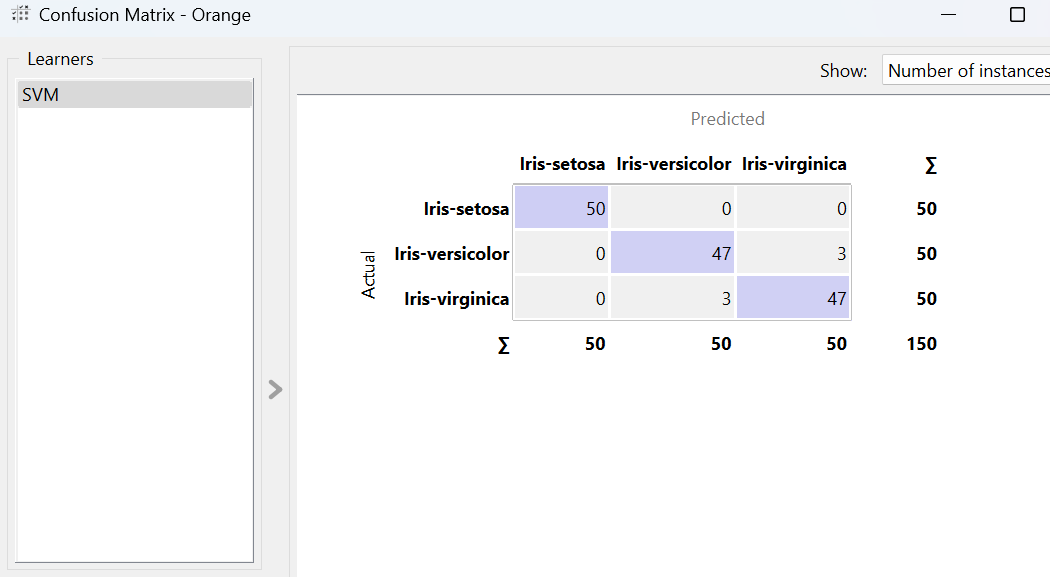 Confusion Matrix - Orange
Learners
SVM
Show: Number of instances
Predicted
Iris-setosa Iris-versicolor Iris-virginica ∑
Actual
Iris-setosa 50 0 0 50
Iris-versicolor 0 47 3 50
Iris-virginica 0 3 47 50
∑ 50 50 50 150